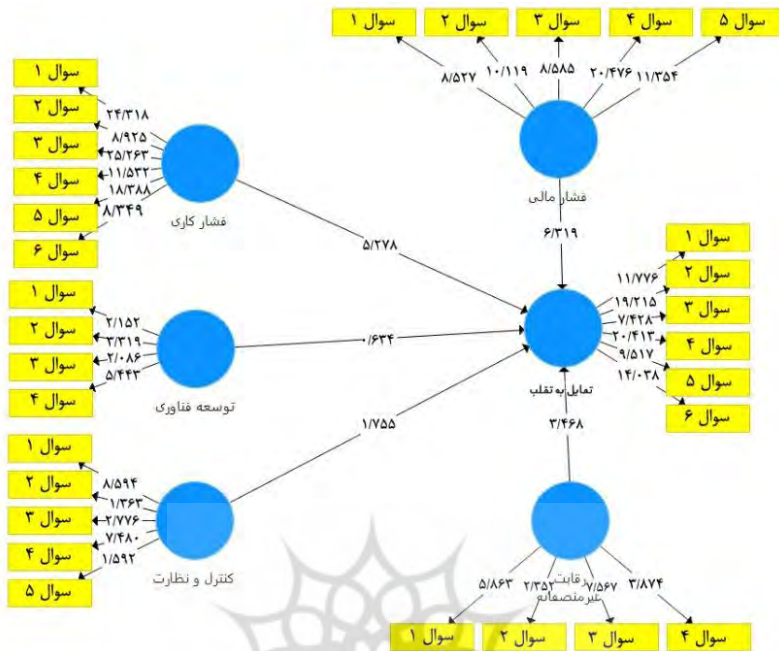 سوال ۱
سوال ۲
سوال ۳
سوال ۴
سوال ۵
۸/۵۲۷
۱۰/۱۱۹
۸/۵۸۵
۲۰/۴۷۶
۱۱/۳۵۴
فشار مالی
۶/۳۱۹
سوال ۱
سوال ۲
سوال ۳
سوال ۴
سوال ۵
سوال ۶
۲۴/۳۱۸
۸/۹۲۵
۲۵/۲۶۳
۱۱/۵۳۲
۱۸/۳۸۸
۸/۳۴۹
فشار کاری
۵/۲۷۸
سوال ۱
سوال ۲
سوال ۳
سوال ۴
۲/۱۵۲
۳/۳۱۹
۲/۰۸۶
۵/۴۴۳
توسعه فناوری
۰/۶۳۴
سوال ۱
سوال ۲
سوال ۳
سوال ۴
سوال ۵
۸/۵۹۴
۱/۳۶۳
۲/۷۷۶
۷/۴۸۰
۱/۵۹۲
کنترل و نظارت
۱/۷۵۵
تمایل به تقلب
۱۱/۷۷۶
۱۹/۲۱۵
۷/۴۲۸
۲۰/۴۱۳
۹/۵۱۷
۱۴/۰۳۸
سوال ۱
سوال ۲
سوال ۳
سوال ۴
سوال ۵
سوال ۶
۳/۴۶۸
رقابت
غیرمنصفانه
۵/۸۶۳
۲/۳۵۲
۷/۵۶۷
۳/۸۷۴
سوال ۱
سوال ۲
سوال ۳
سوال ۴